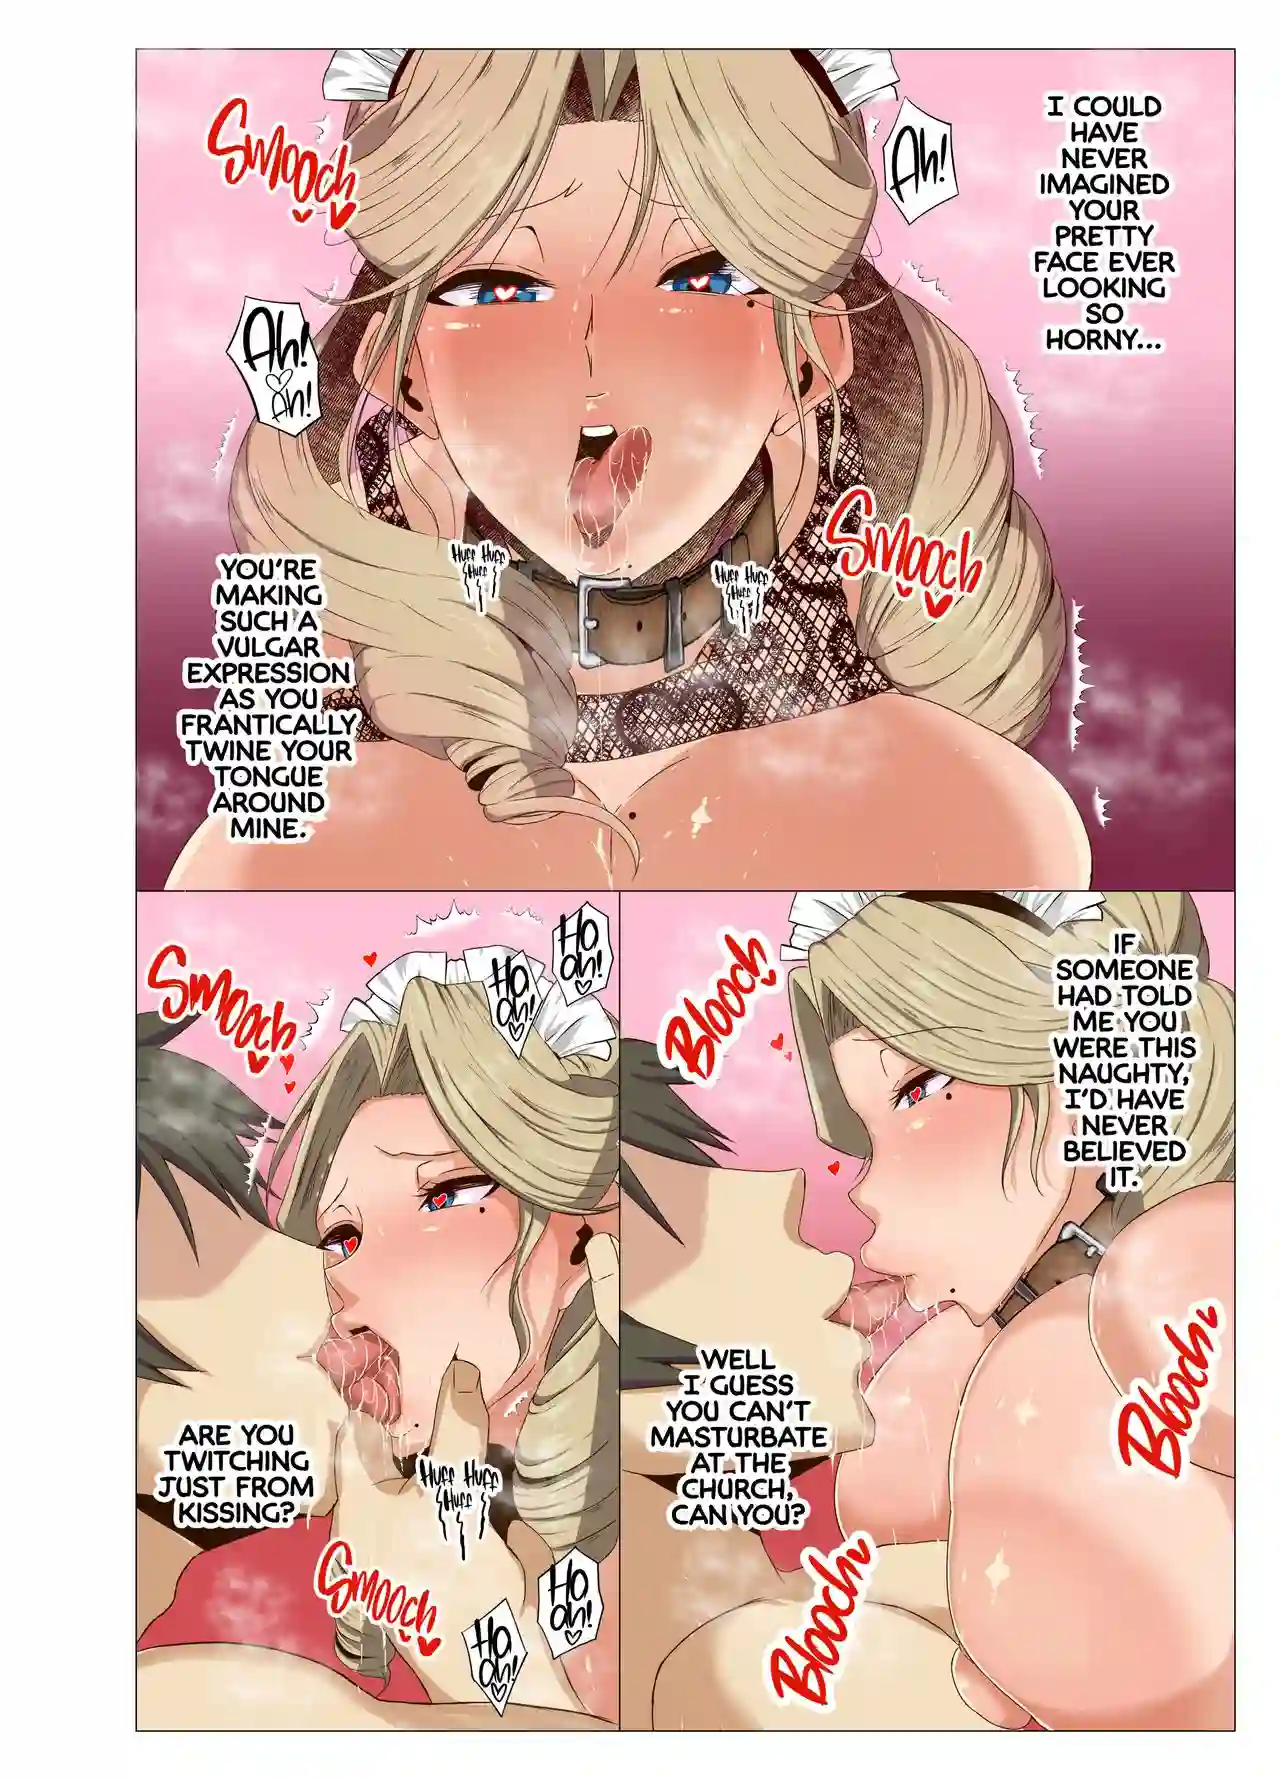 I COULD
HAVE
NEVER
IMAGINED
YOUR
PRETTY
FACE EVER
LOOKING
SO
HORNY...
Smooch
Ah!
Ah!
Ah!
Smooch
Huff Huff
Huff
Huff Huff
Huff
YOU'RE
MAKING
SUCH A
VULGAR
EXPRESSION
AS YOU
FRANTICALLY
TWINE YOUR
TONGUE
AROUND
MINE.
IF
SOMEONE
HAD TOLD
ME YOU
WERE THIS
NAUGHTY,
I'D HAVE
NEVER
BELIEVED
IT.
Blooch
WELL
I GUESS
YOU CAN'T
MASTURBATE
AT THE
CHURCH,
CAN YOU?
Blooch
Blooch
Ho
oh!
Ho
oh!
Smooch
ARE YOU
TWITCHING
JUST FROM
KISSING?
Huff Huff
Huff
Smooch
Ho
oh!
Ho
oh!